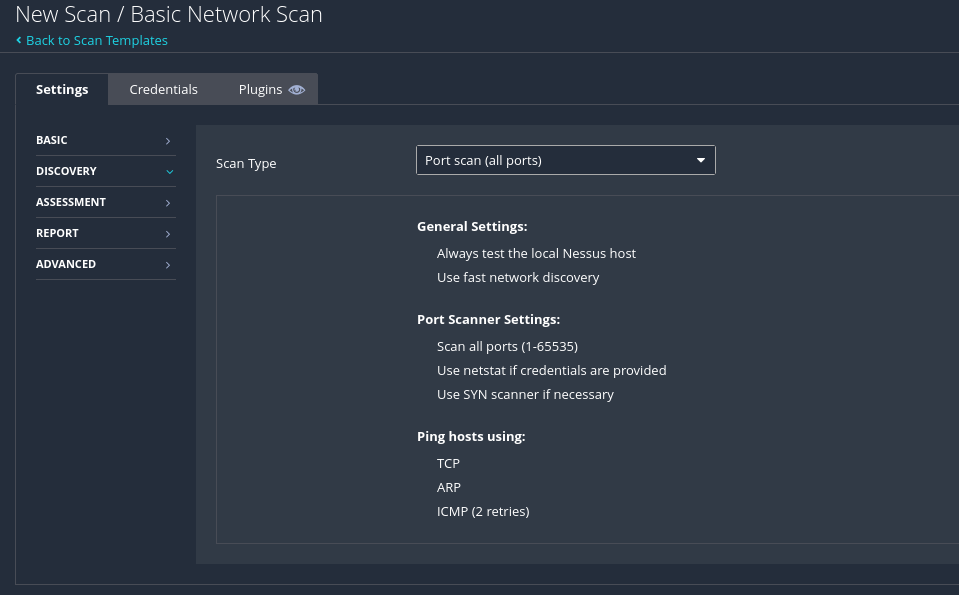 New Scan / Basic Network Scan
Back to Scan Templates
Settings
Credentials
Plugins
BASIC
DISCOVERY
ASSESSMENT
REPORT
ADVANCED
Scan Type
Port scan (all ports)
General Settings:
Always test the local Nessus host
Use fast network discovery
Port Scanner Settings:
Scan all ports (1-65535)
Use netstat if credentials are provided
Use SYN scanner if necessary
Ping hosts using:
TCP
ARP
ICMP (2 retries)